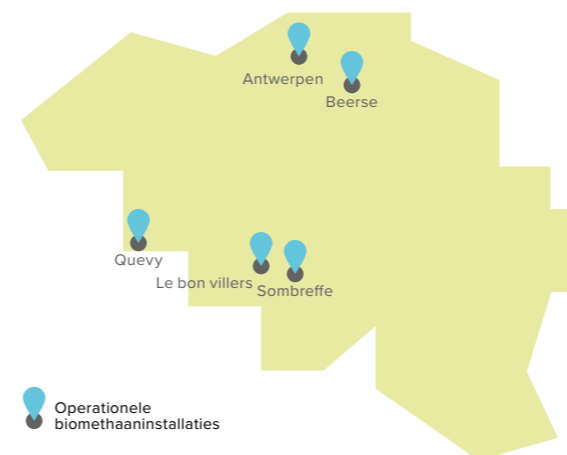 Antwerpen
Beerse
Quevy
Le bon villers
Sombreffe
Operationele
biomethaaninstallaties